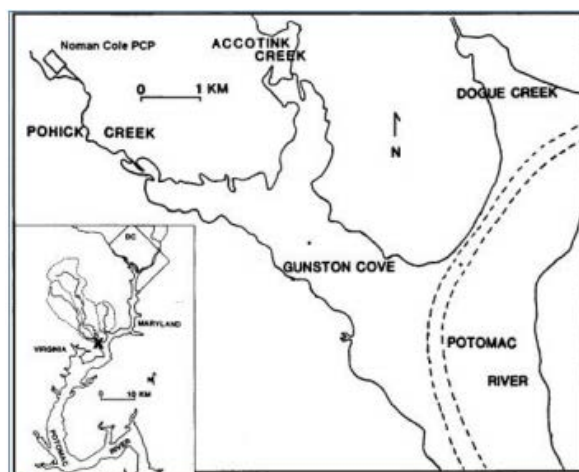 Noman Cole PCP
ACCOTINK
CREEK
0 1 KM
DOGUE CREEK
POHICK CREEK
N
GUNSTON COVE
POTOMAC
RIVER
DC
MARYLAND
VIRGINIA
N
0 10 KM
POTOMAC
RIVER